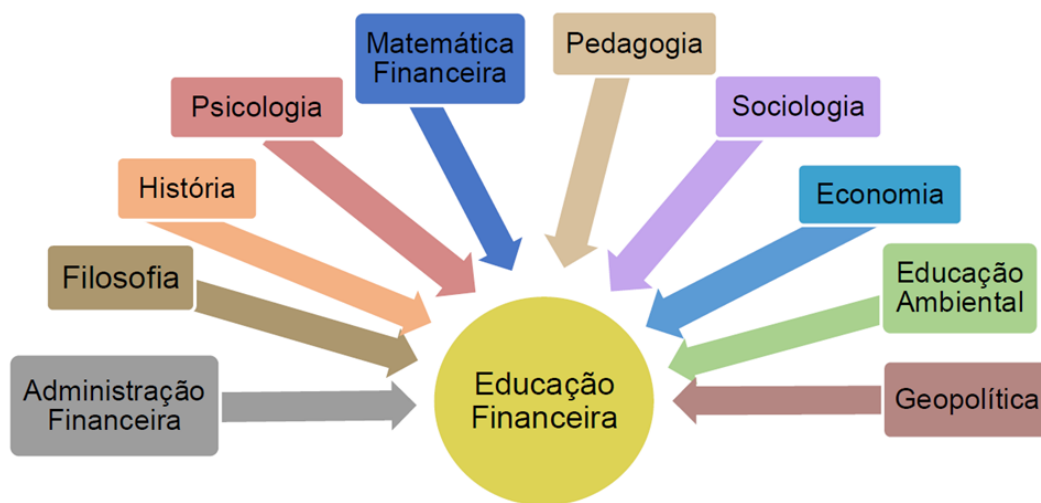 Matemática
Financeira
Pedagogia
Psicologia
Sociologia
História
Economia
Filosofia
Educação
Ambiental
Administração
Financeira
Educação
Financeira
Geopolítica